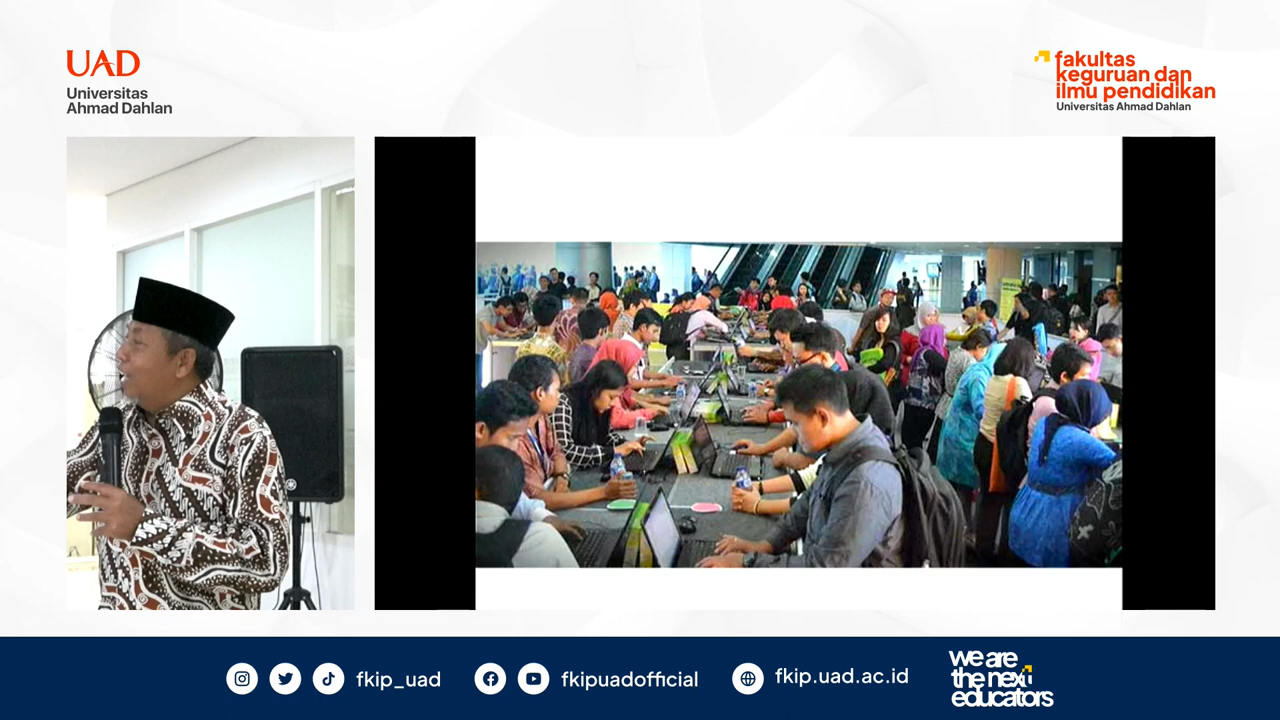 UAD
Universitas
Ahmad Dahlan
fakultas
keguruan dan
ilmu pendidikan
Universitas Ahmad Dahlan
fkip_uad
fkipuadofficial
fkip.uad.ac.id
we are
the next
educators